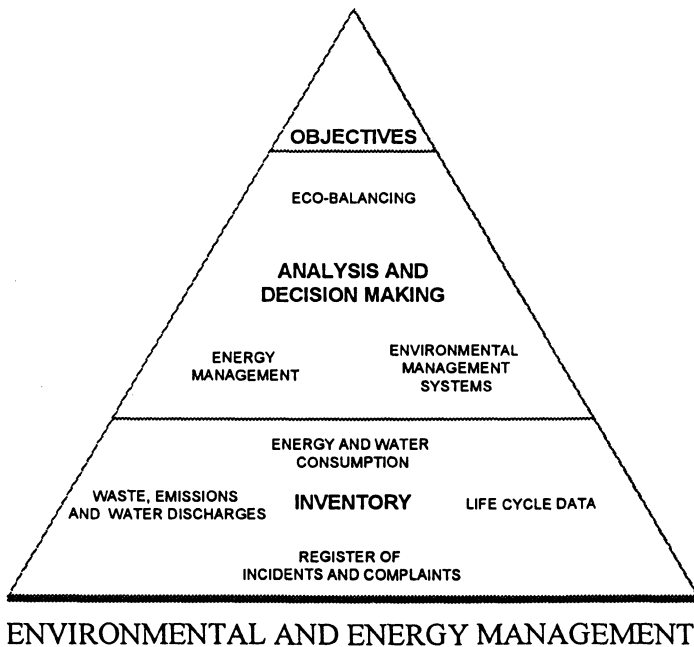 OBJECTIVES
ECO-BALANCING
ANALYSIS AND
DECISION MAKING
ENERGY
MANAGEMENT
ENVIRONMENTAL
MANAGEMENT
SYSTEMS
ENERGY AND WATER
CONSUMPTION
WASTE, EMISSIONS
AND WATER DISCHARGES
INVENTORY
LIFE CYCLE DATA
REGISTER OF
INCIDENTS AND COMPLAINTS
ENVIRONMENTAL AND ENERGY MANAGEMENT